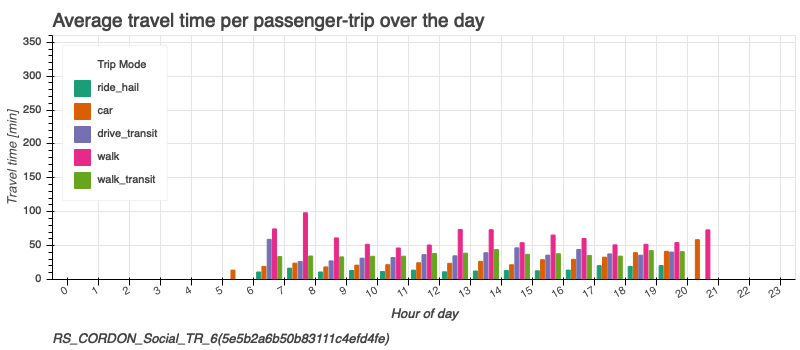 Average travel time per passenger-trip over the day
350
300
250
200
150
100
50
0
Travel time [min]
Trip Mode
ride_hail
car
drive_transit
walk
walk_transit
0 1 2 3 4 5 6 7 8 9 10 11 12 13 14 15 16 17 18 19 20 21 22 23
Hour of day
RS_CORDON_Social_TR_6(5e5b2a6b50b83111c4efd4fe)